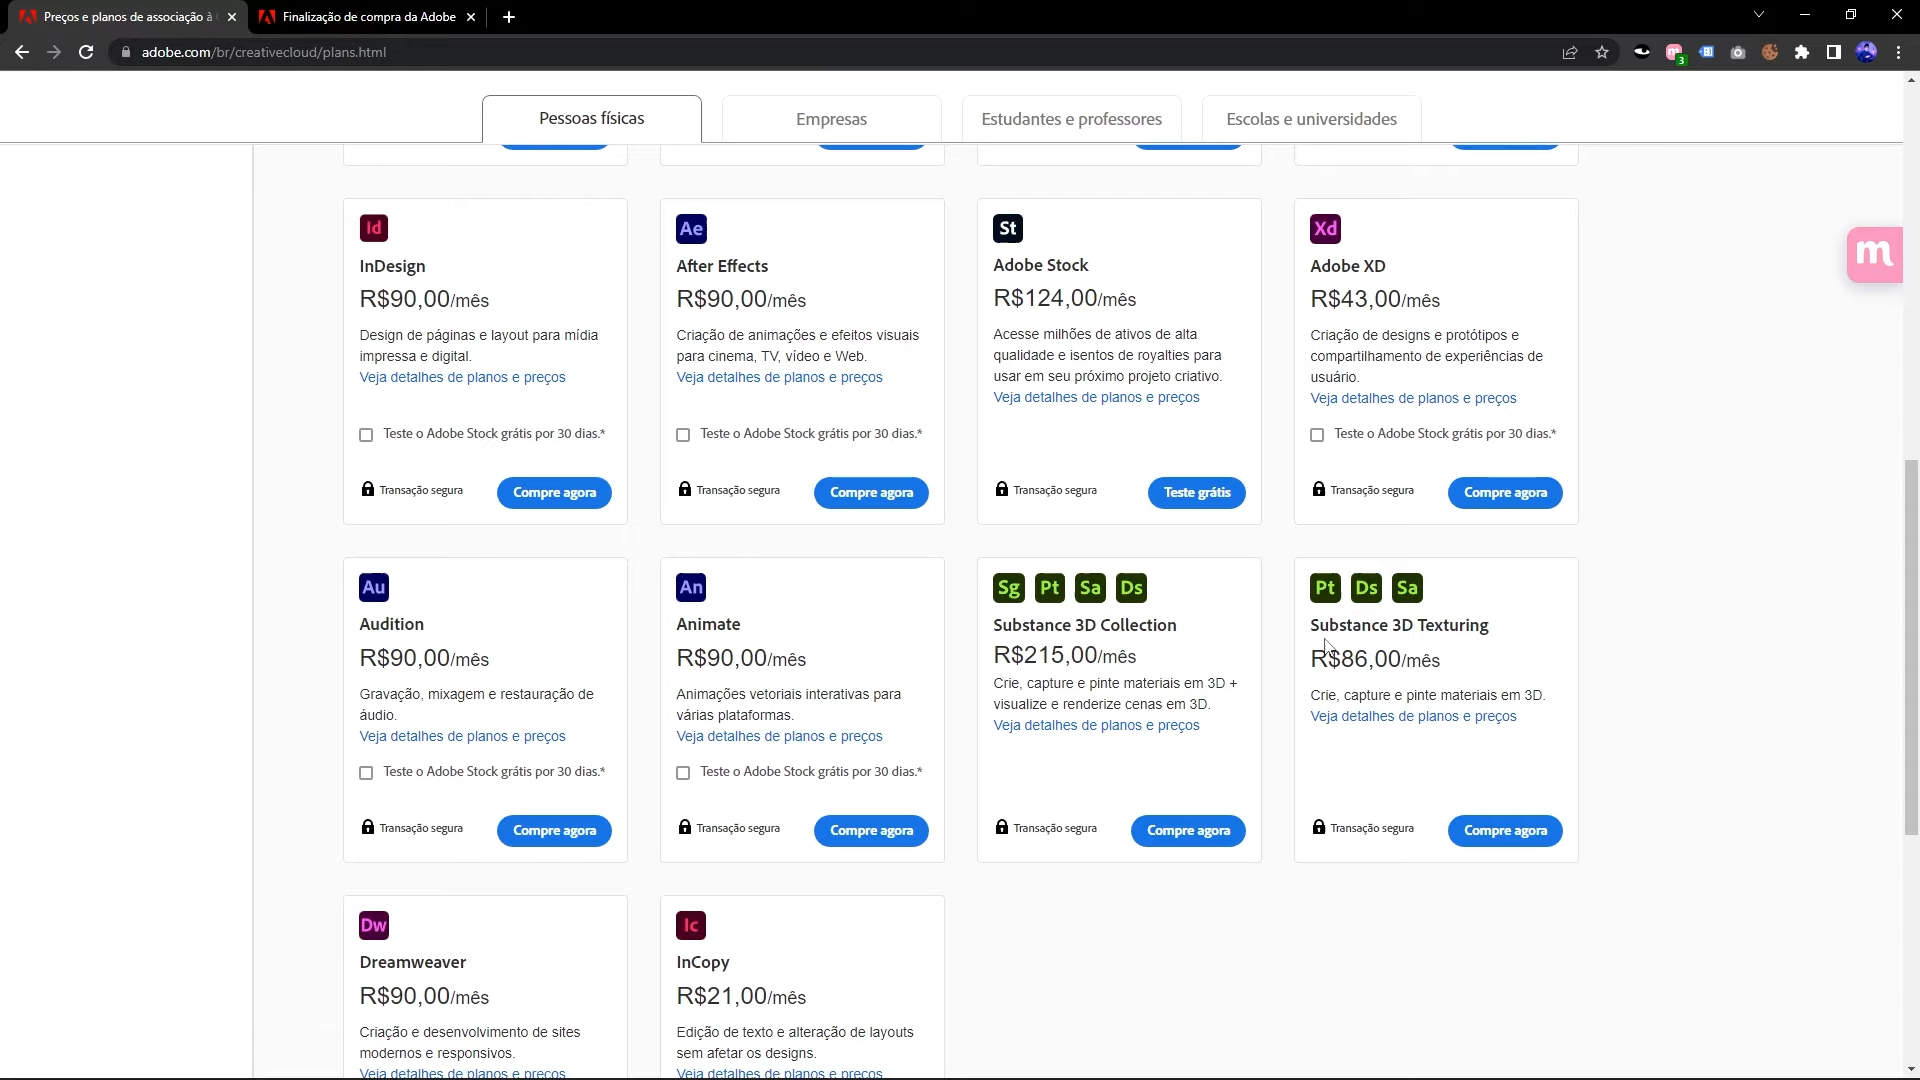 Preços e planos de associação à
Finalização de compra da Adobe
adobe.com/br/creativecloud/plans.html
3
Pessoas físicas
Empresas
Estudantes e professores
Escolas e universidades
m
Id
InDesign
R$90,00/mês
Design de páginas e layout para mídia
impressa e digital.
Veja detalhes de planos e preços
Teste o Adobe Stock grátis por 30 dias.*
Transação segura
Compre agora
Ae
After Effects
R$90,00/mês
Criação de animações e efeitos visuais
para cinema, TV, vídeo e Web.
Veja detalhes de planos e preços
Teste o Adobe Stock grátis por 30 dias.*
Transação segura
Compre agora
St
Adobe Stock
R$124,00/mês
Acesse milhões de ativos de alta
qualidade e isentos de royalties para
usar em seu próximo projeto criativo.
Veja detalhes de planos e preços
Transação segura
Teste grátis
Xd
Adobe XD
R$43,00/mês
Criação de designs e protótipos e
compartilhamento de experiências de
usuário.
Veja detalhes de planos e preços
Teste o Adobe Stock grátis por 30 dias.*
Transação segura
Compre agora
Au
Audition
R$90,00/mês
Gravação, mixagem e restauração de
áudio.
Veja detalhes de planos e preços
Teste o Adobe Stock grátis por 30 dias.*
Transação segura
Compre agora
An
Animate
R$90,00/mês
Animações vetoriais interativas para
várias plataformas.
Veja detalhes de planos e preços
Teste o Adobe Stock grátis por 30 dias.*
Transação segura
Compre agora
Sg Pt Sa Ds
Substance 3D Collection
R$215,00/mês
Crie, capture e pinte materiais em 3D +
visualize e renderize cenas em 3D.
Veja detalhes de planos e preços
Transação segura
Compre agora
Pt Ds Sa
Substance 3D Texturing
R$86,00/mês
Crie, capture e pinte materiais em 3D.
Veja detalhes de planos e preços
Transação segura
Compre agora
Dw
Dreamweaver
R$90,00/mês
Criação e desenvolvimento de sites
modernos e responsivos.
Veja detalhes de planos e preços
Ic
InCopy
R$21,00/mês
Edição de texto e alteração de layouts
sem afetar os designs.
Veja detalhes de planos e preços